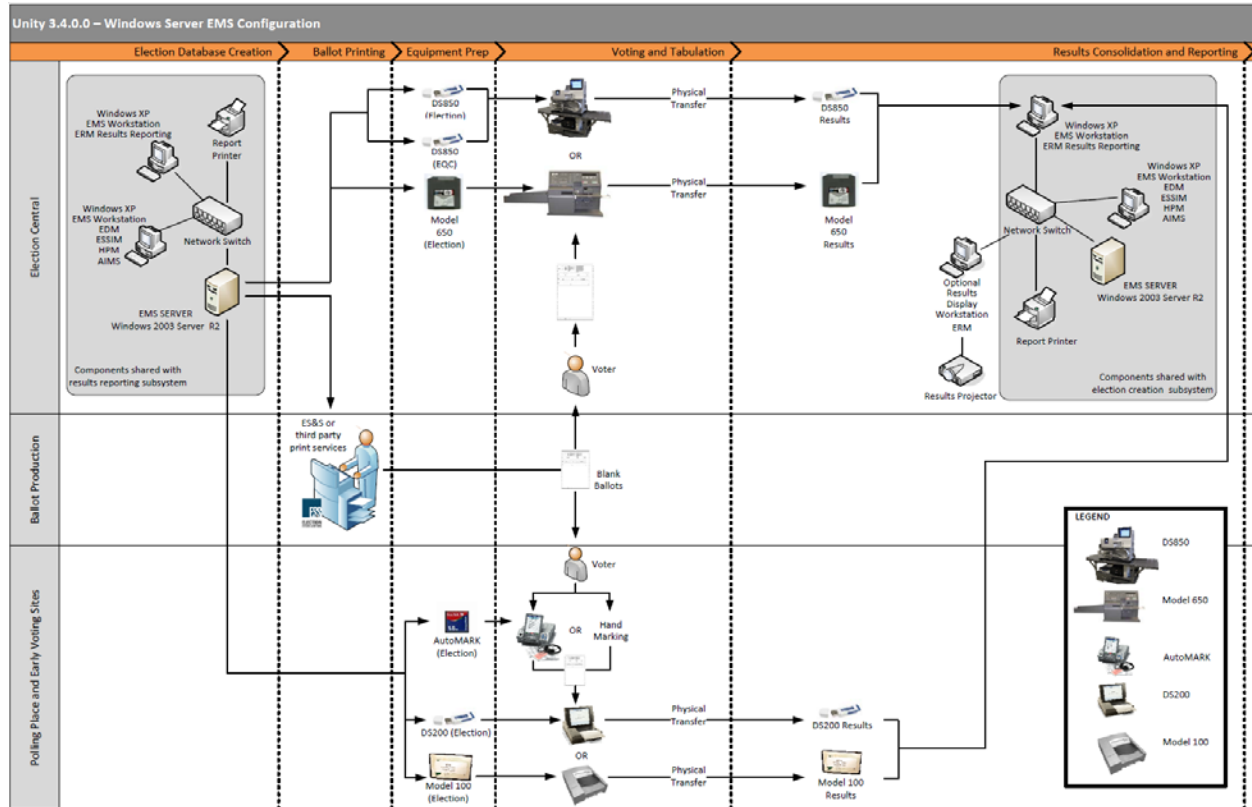 Unity 3.4.0.0 – Windows Server EMS Configuration
Election Database Creation
Ballot Printing
Equipment Prep
Voting and Tabulation
Results Consolidation and Reporting
Election Central
Windows XP
EMS Workstation
ERM Results Reporting
Report
Printer
Windows XP
EMS Workstation
EDM
ESSIM
HPM
AIMS
Network Switch
EMS SERVER
Windows 2003 Server R2
Components shared with
results reporting subsystem
DS850
(Election)
DS850
(EQC)
Model
650
(Election)
OR
Physical
Transfer
Physical
Transfer
DS850
Results
Model
650
Results
Voter
Windows XP
EMS Workstation
ERM Results Reporting
Windows XP
EMS Workstation
EDM
ESSIM
HPM
AIMS
Network Switch
EMS SERVER
Windows 2003 Server R2
Optional
Results
Display
Workstation
ERM
Report Printer
Results Projector
Components shared with
election creation subsystem
Ballot Production
ES&S or
third party
print services
ESS
Blank
Ballots
Polling Place and Early Voting Sites
Voter
AutoMARK
(Election)
OR
Hand
Marking
DS200 (Election)
Physical
Transfer
DS200 Results
OR
Model 100
(Election)
Physical
Transfer
Model 100
Results
LEGEND
DS850
Model 650
AutoMARK
DS200
Model 100